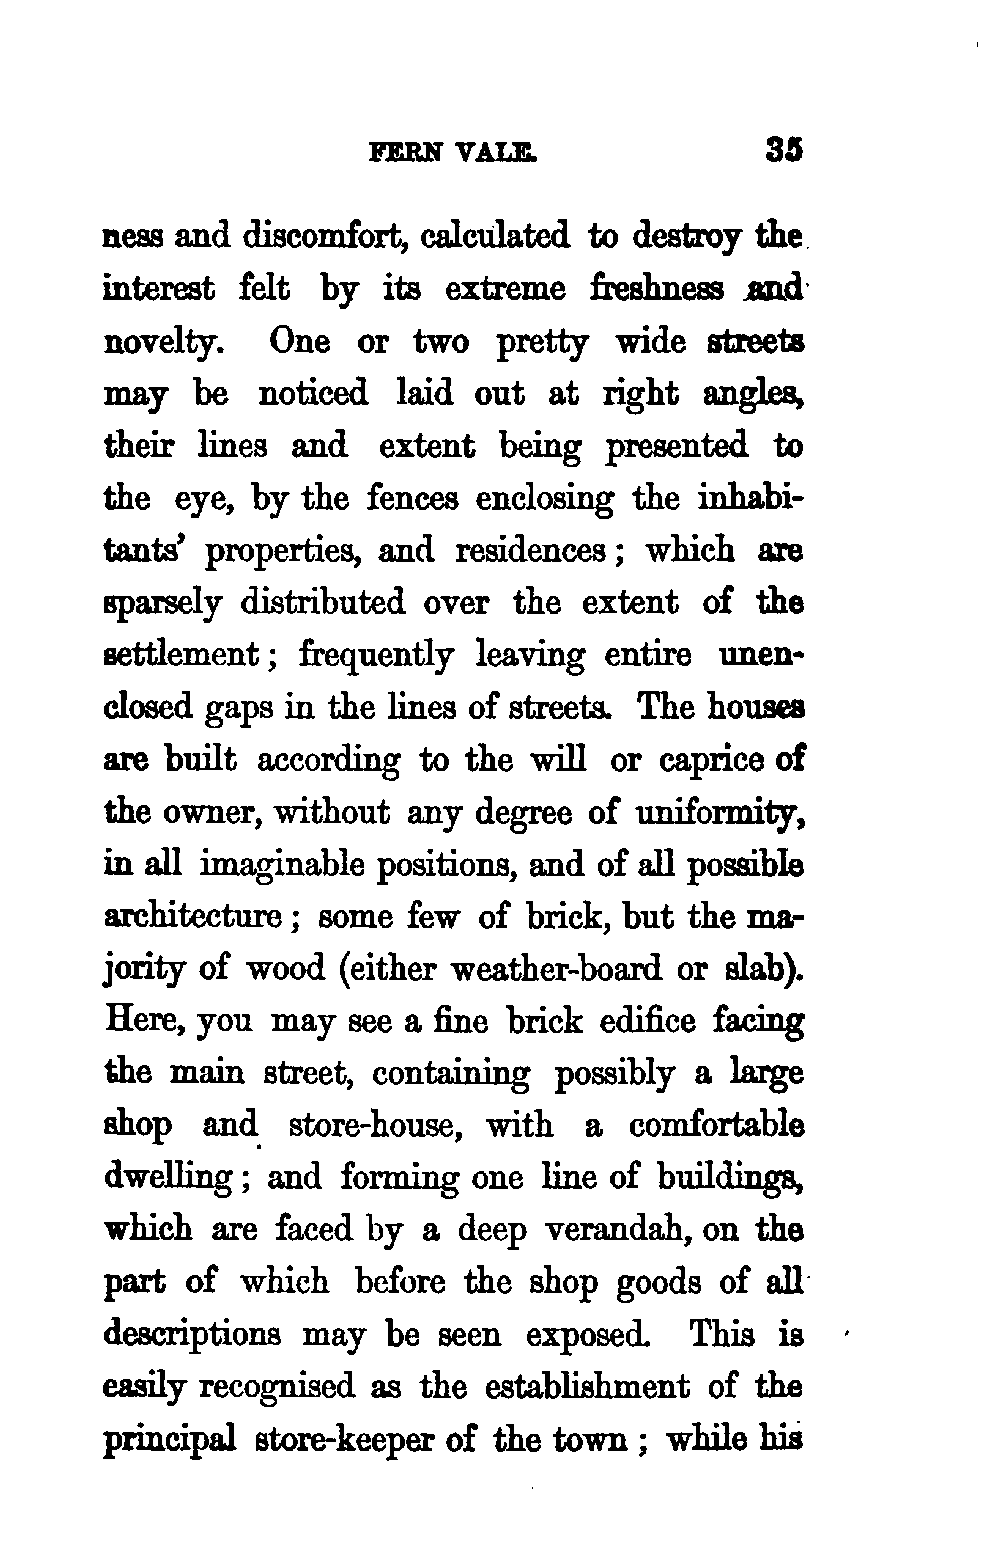 FERN VALE. 35
ness and discomfort, calculated to destroy the
interest felt by its extreme freshness and
novelty. One or two pretty wide streets
may be noticed laid out at right angles,
their lines and extent being presented to
the eye, by the fences enclosing the inhabi-
tants' properties, and residences; which are
sparsely distributed over the extent of the
settlement; frequently leaving entire unen-
closed gaps in the lines of streets. The houses
are built according to the will or caprice of
the owner, without any degree of uniformity,
in all imaginable positions, and of all possible
architecture; some few of brick, but the ma-
jority of wood (either weather-board or slab).
Here, you may see a fine brick edifice facing
the main street, containing possibly a large
shop and store-house, with a comfortable
dwelling; and forming one line of buildings,
which are faced by a deep verandah, on the
part of which before the shop goods of all
descriptions may be seen exposed. This is
easily recognised as the establishment of the
principal store-keeper of the town; while his